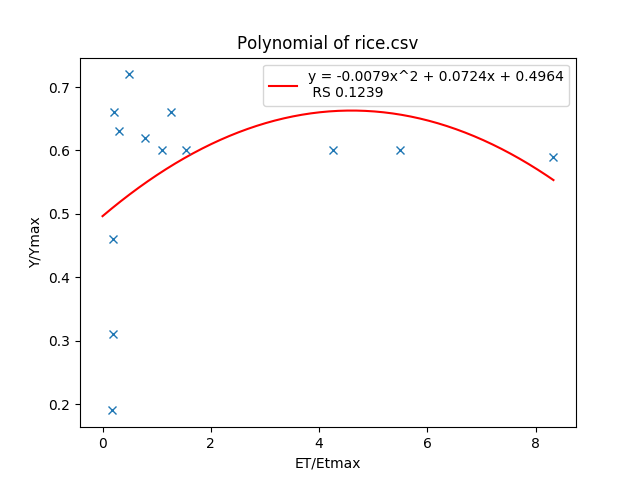 Polynomial of rice.csv
y = -0.0079x^2 + 0.0724x + 0.4964
RS 0.1239
Y/Ymax
0.7
0.6
0.5
0.4
0.3
0.2
0
2
4
6
8
ET/Etmax